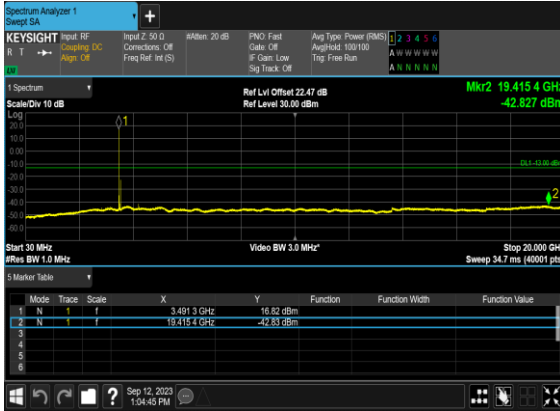 Spectrum Analyzer 1
Swept SA
+
KEYSIGHT Input: RF Input Z: 50 Ω #Atten: 20 dB PNO: Fast Avg Type: Power (RMS) 1 2 3 4 5 6
R T Coupling: DC Corrections: Off Gate: Off Avg|Hold: 100/100 A W W W W W
Align: Off Freq Ref: Int (S) IF Gain: Low Trig: Free Run
Sig Track: Off A N N N N N
1 Spectrum Ref Lvl Offset 22.47 dB Mkr2 19.415 4 GHz
Scale/Div 10 dB Ref Level 30.00 dBm -42.827 dBm
Log
1
20.0
10.0
0.00
-10.0 DL1 -13.00 dBm
-20.0
-30.0
-40.0 2
-50.0
-60.0
Start 30 MHz Video BW 3.0 MHz* Stop 20.000 GH
#Res BW 1.0 MHz Sweep 34.7 ms (40001 pts
5 Marker Table
Mode Trace Scale X Y Function Function Width Function Value
1 N 1 f 3.491 3 GHz 16.82 dBm
2 N 1 f 19.415 4 GHz -42.83 dBm
3
4
5
6
? Sep 12, 2023
1:04:45 PM